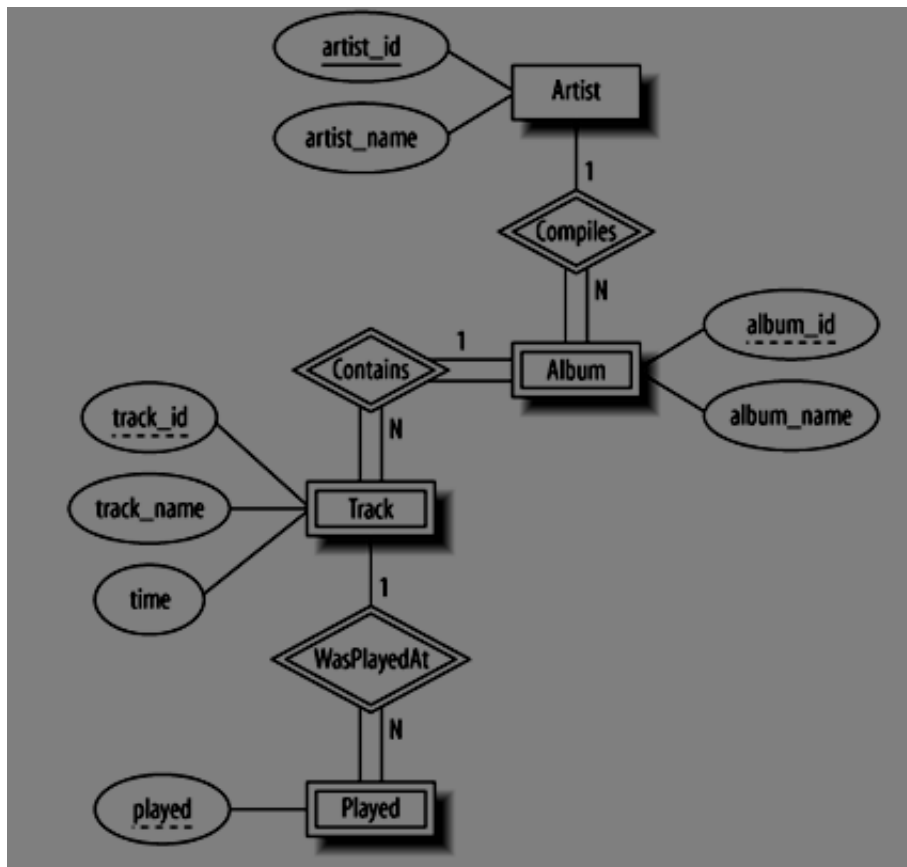 artist_id
Artist
artist_name
1
Compiles
N
album_id
1
Contains
Album
album_name
N
track_id
track_name
Track
time
1
WasPlayedAt
N
played
Played